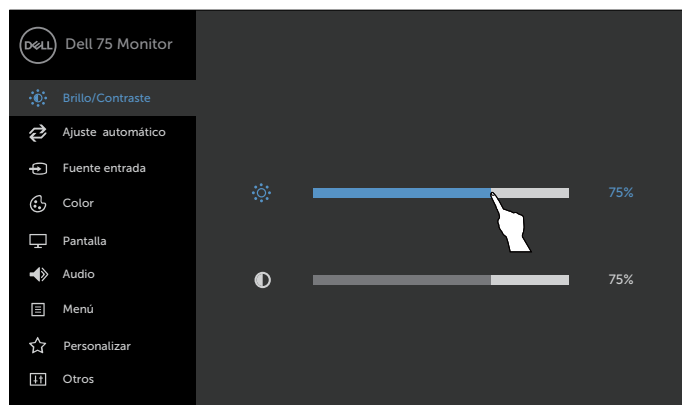 DELL Dell 75 Monitor
Brillo/Contraste
Ajuste automático
Fuente entrada
75%
Color
Pantalla
Audio
75%
Menú
Personalizar
Otros